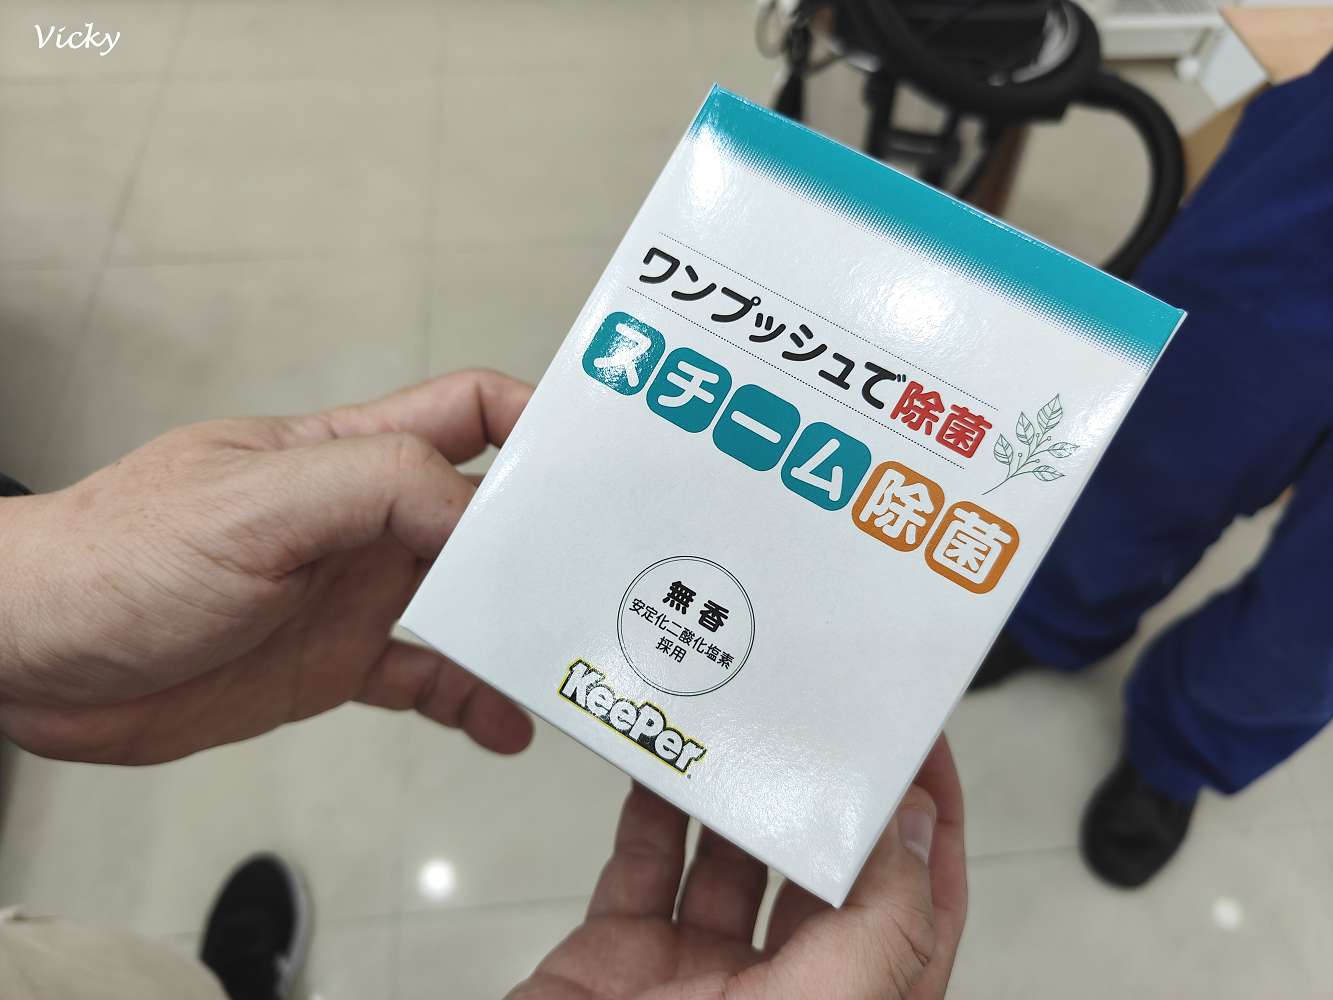 Vicky
ワンプッシュで除菌
スチーム除菌
無香
安定化二酸化塩素
採用
KeePer